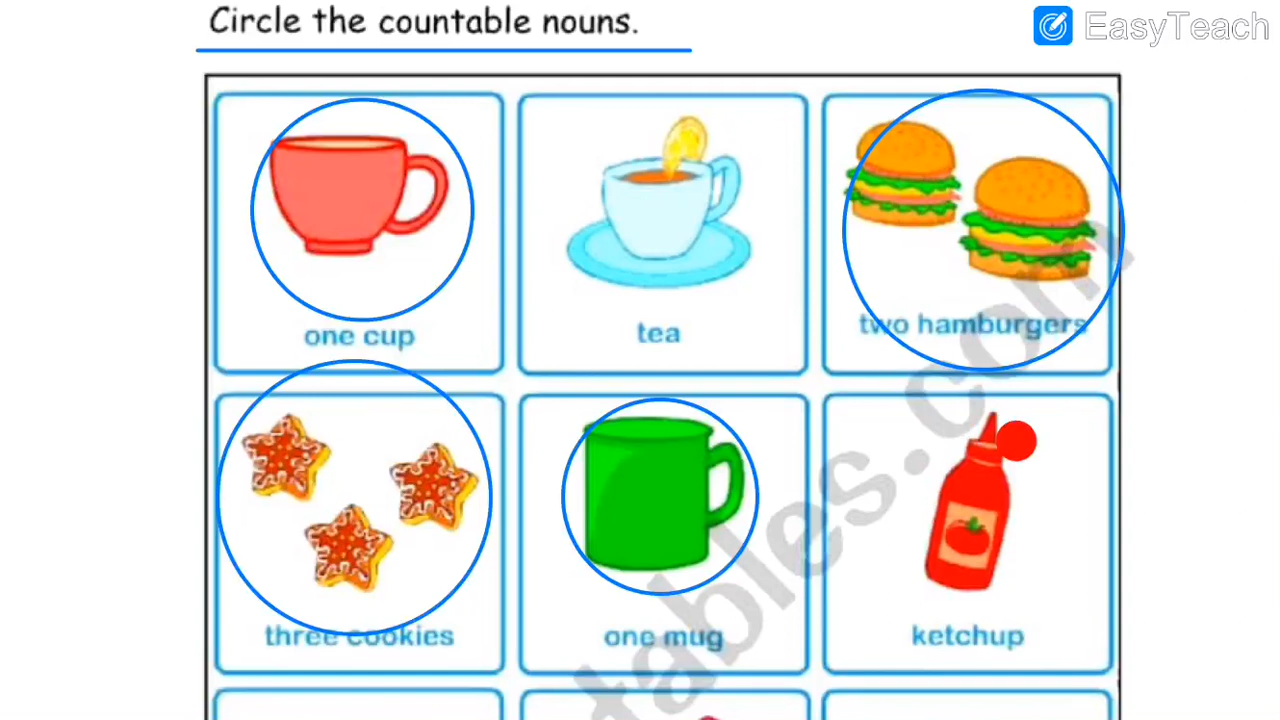 Circle the countable nouns.
EasyTeach
one cup
tea
two hamburgers
three cookies
one mug
ketchup